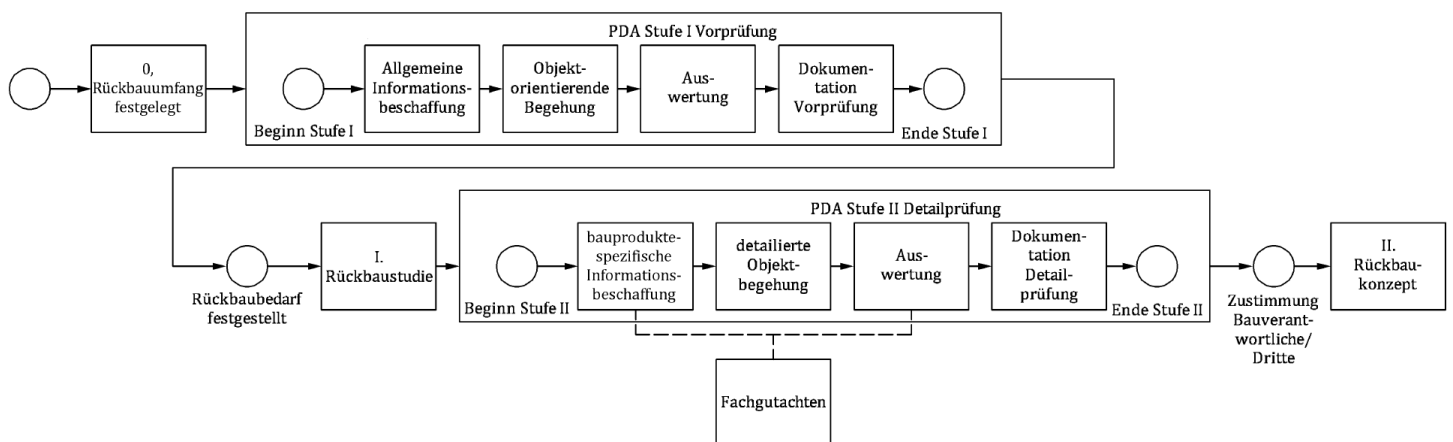 PDA Stufe I Vorprüfung
0,
Rückbauumfang
festgelegt
Beginn Stufe I
Allgemeine
Informations-
beschaffung
Objekt-
orientierende
Begehung
Aus-
wertung
Dokumen-
tation
Vorprüfung
Ende Stufe I
Rückbaubedarf
festgestellt
I.
Rückbaustudie
PDA Stufe II Detailprüfung
Beginn Stufe II
bauprodukte-
spezifische
Informations-
beschaffung
detailierte
Objekt-
begehung
Aus-
wertung
Dokumen-
tation
Detail-
prüfung
Ende Stufe II
Zustimmung
Bauverant-
wortliche/
Dritte
II.
Rückbau-
konzept
Fachgutachten